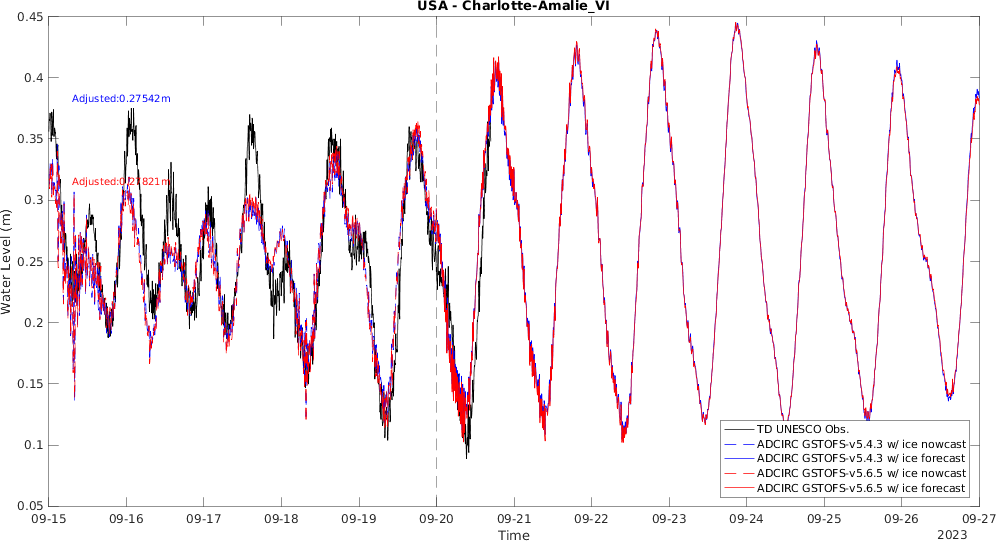 USA - Charlotte-Amalie_VI
0.45
0.4
0.35
0.3
0.25
0.2
0.15
0.1
0.05
Water Level (m)
Adjusted:0.27542m
Adjusted:0.27821m
TD UNESCO Obs.
ADCIRC GSTOFS-v5.4.3 w/ ice nowcast
ADCIRC GSTOFS-v5.4.3 w/ ice forecast
ADCIRC GSTOFS-v5.6.5 w/ ice nowcast
ADCIRC GSTOFS-v5.6.5 w/ ice forecast
09-15 09-16 09-17 09-18 09-19 09-20 09-21 09-22 09-23 09-24 09-25 09-26 09-27
Time
2023